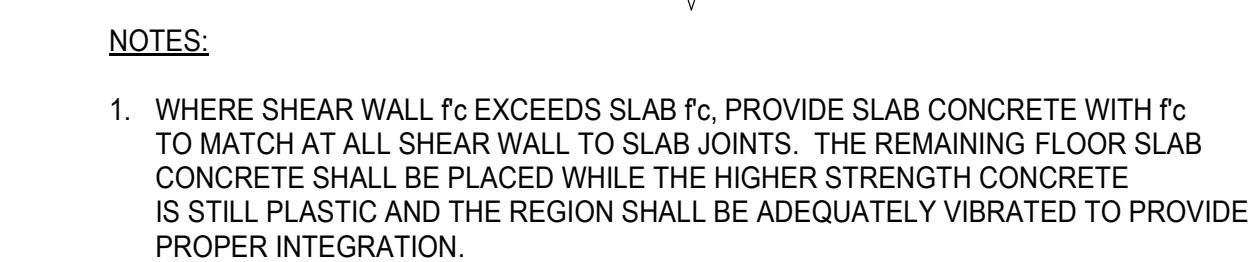 NOTES:
1. WHERE SHEAR WALL f'c EXCEEDS SLAB f'c, PROVIDE SLAB CONCRETE WITH f'c
TO MATCH AT ALL SHEAR WALL TO SLAB JOINTS. THE REMAINING FLOOR SLAB
CONCRETE SHALL BE PLACED WHILE THE HIGHER STRENGTH CONCRETE
IS STILL PLASTIC AND THE REGION SHALL BE ADEQUATELY VIBRATED TO PROVIDE
PROPER INTEGRATION.